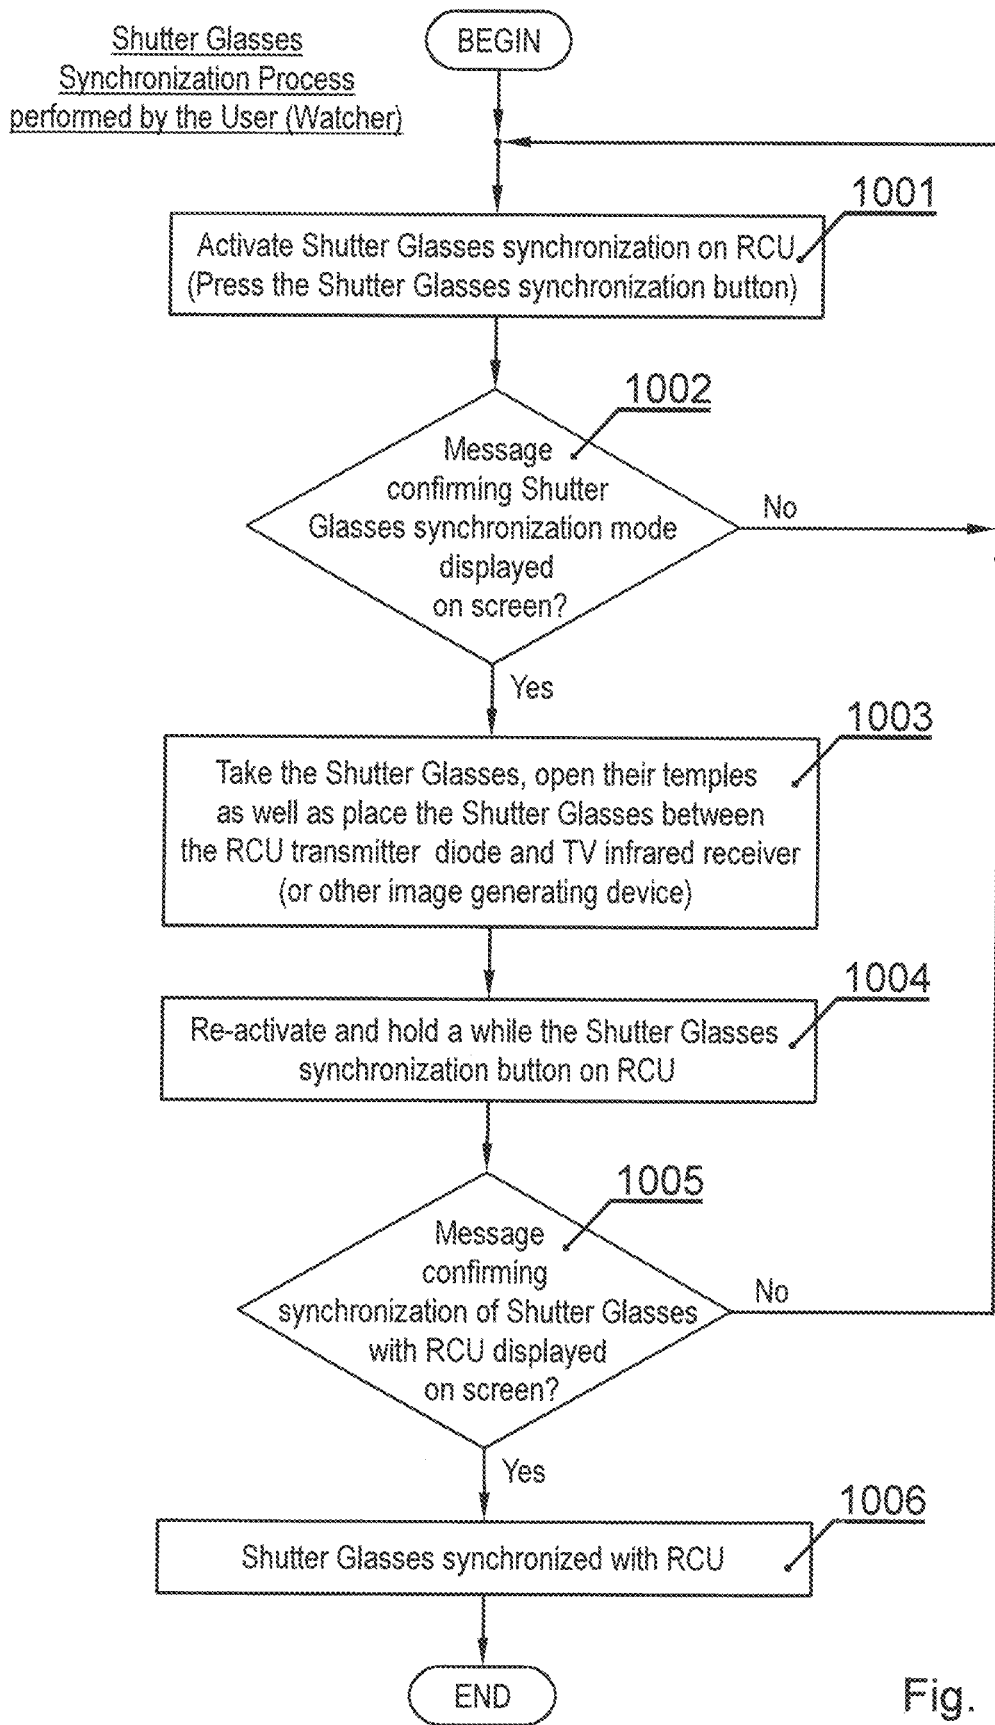 Shutter Glasses
Synchronization Process
performed by the User (Watcher)
BEGIN
1001
Activate Shutter Glasses synchronization on RCU
(Press the Shutter Glasses synchronization button)
1002
Message
confirming Shutter
Glasses synchronization mode
displayed
on screen?
No
Yes
1003
Take the Shutter Glasses, open their temples
as well as place the Shutter Glasses between
the RCU transmitter diode and TV infrared receiver
(or other image generating device)
1004
Re-activate and hold a while the Shutter Glasses
synchronization button on RCU
1005
Message
confirming
synchronization of Shutter Glasses
with RCU displayed
on screen?
No
Yes
1006
Shutter Glasses synchronized with RCU
END
Fig.